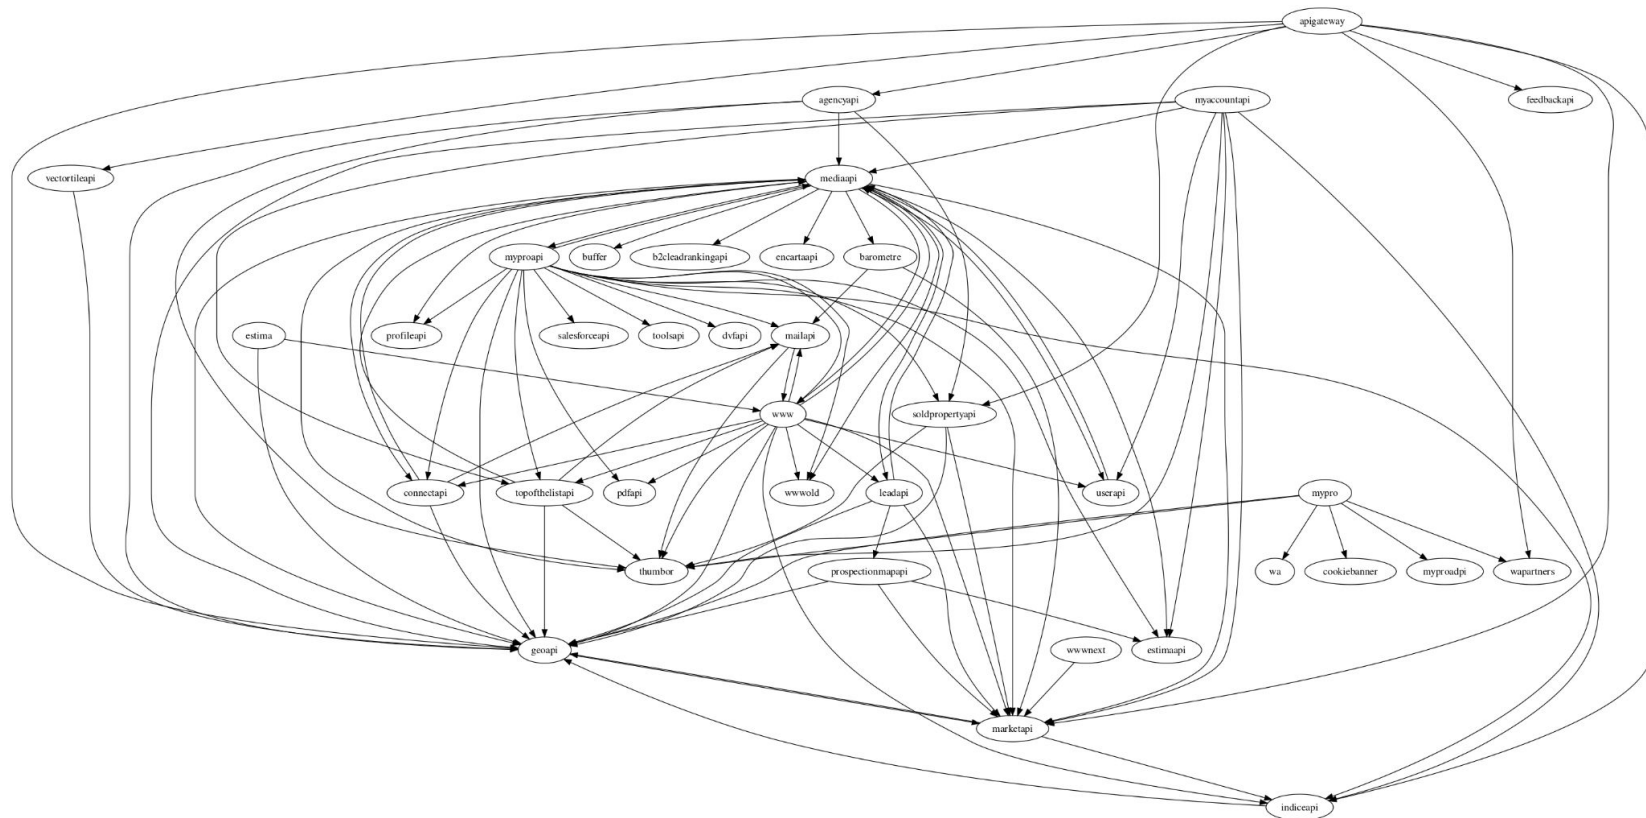 apigateway
agencyapi
myaccountapi
feedbackapi
vectortileapi
mediaapi
myproapi
buffer
b2cleadrankingapi
encartaapi
barometre
estima
profileapi
salesforceapi
toolsapi
dvfapi
mailapi
www
soldpropertyapi
connectapi
topofthelistapi
pdfapi
wwwold
leadapi
userapi
mypro
thumbor
prospectionmapapi
wa
cookiebanner
myproadpi
wapartners
geoapi
wwwnext
estimaapi
marketapi
indiceapi